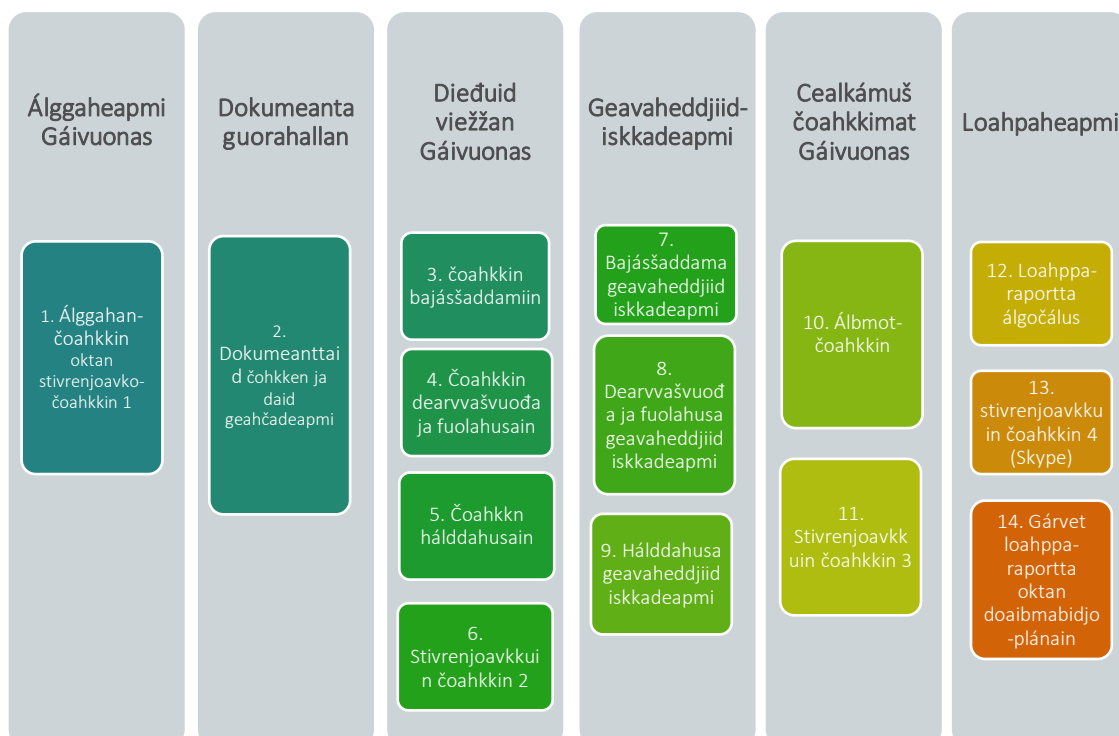 Álggaheapmi
Gáivuonas
1. Álggahan-
čoahkkin
oktan
stivrenjoavko-
čoahkkin 1
Dokumeanta
guorahallan
2.
Dokumeanttai
d čohkken ja
daid
geahčadeapmi
Dieđuid
viežžan
Gáivuonas
3. čoahkkin
bajásšaddamiin
4. Čoahkkin
dearvvašvuođa
ja fuolahusain
5. Čoahkkn
hálddahusain
6.
Stivrenjoavkkui
n čoahkkin 2
Geavaheddjiid-
iskkadeapmi
7.
Bajásšaddama
geavaheddjiid
iskkadeapmi
8.
Dearvvašvuođ
a ja fuolahusa
geavaheddjiid
iskkadeapmi
9. Hálddahusa
geavaheddjiid
iskkadeapmi
Cealkámuš
čoahkkimat
Gáivuonas
10. Álbmot-
čoahkkin
11.
Stivrenjoavkk
uin čoahkkin 3
Loahpaheapmi
12. Loahppa-
raportta
álgočálus
13.
stivrenjoavkku
in čoahkkin 4
(Skype)
14. Gárvet
loahppa-
raportta
oktan
doaibmabidjo
-plánain